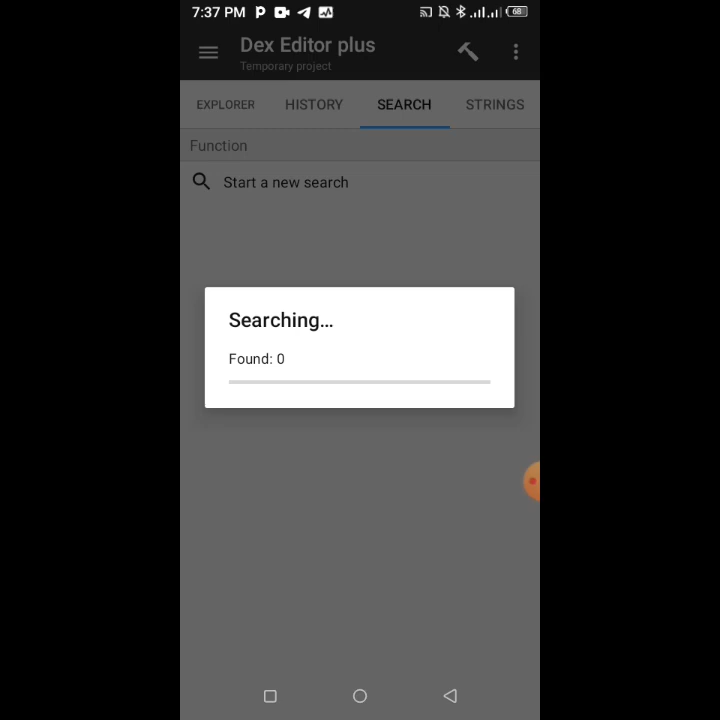 7:37 PM
68
Dex Editor plus
Temporary project
EXPLORER HISTORY SEARCH STRINGS
Function
Start a new search
Searching...
Found: 0